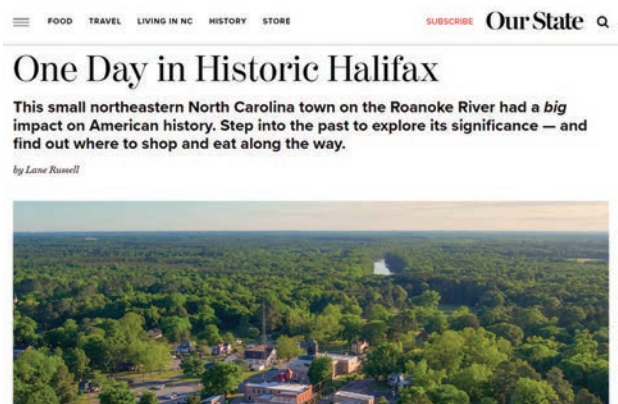 FOOD TRAVEL LIVING IN NC HISTORY STORE SUBSCRIBE Our State
One Day in Historic Halifax
This small northeastern North Carolina town on the Roanoke River had a big
impact on American history. Step into the past to explore its significance — and
find out where to shop and eat along the way.
by Lane Russell